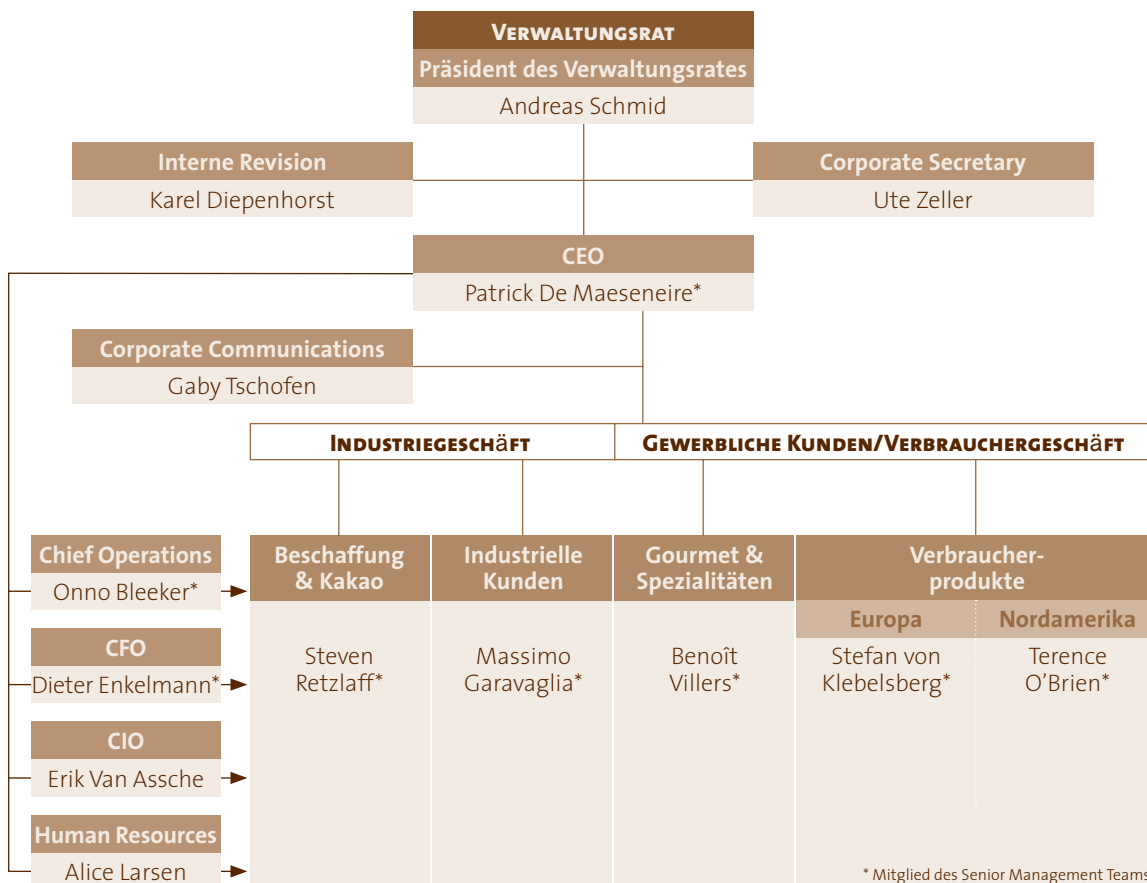 VERWALTUNGSRAT
Präsident des Verwaltungsrates
Andreas Schmid
Interne Revision
Karel Diepenhorst
Corporate Secretary
Ute Zeller
CEO
Patrick De Maeseneire*
Corporate Communications
Gaby Tschofen
INDUSTRIEGESCHäFT
GEWERBLICHE KUNDEN/VERBRAUCHERGESCHäFT
Chief Operations
Onno Bleeker*
CFO
Dieter Enkelmann*
CIO
Erik Van Assche
Human Resources
Alice Larsen
Beschaffung
& Kakao
Steven
Retzlaff*
Industrielle
Kunden
Massimo
Garavaglia*
Gourmet &
Spezialitäten
Benoît
Villers*
Verbraucher-
produkte
Europa
Stefan von
Klebelsberg*
Nordamerika
Terence
O’Brien*
* Mitglied des Senior Management Teams